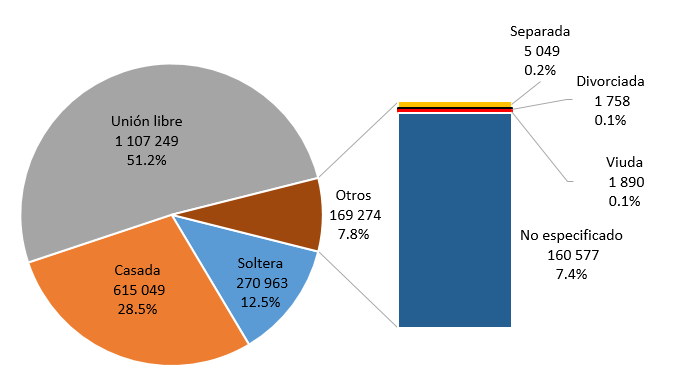 Unión libre
1 107 249
51.2%
Casada
615 049
28.5%
Soltera
270 963
12.5%
Otros
169 274
7.8%
Separada
5 049
0.2%
Divorciada
1 758
0.1%
Viuda
1 890
0.1%
No especificado
160 577
7.4%